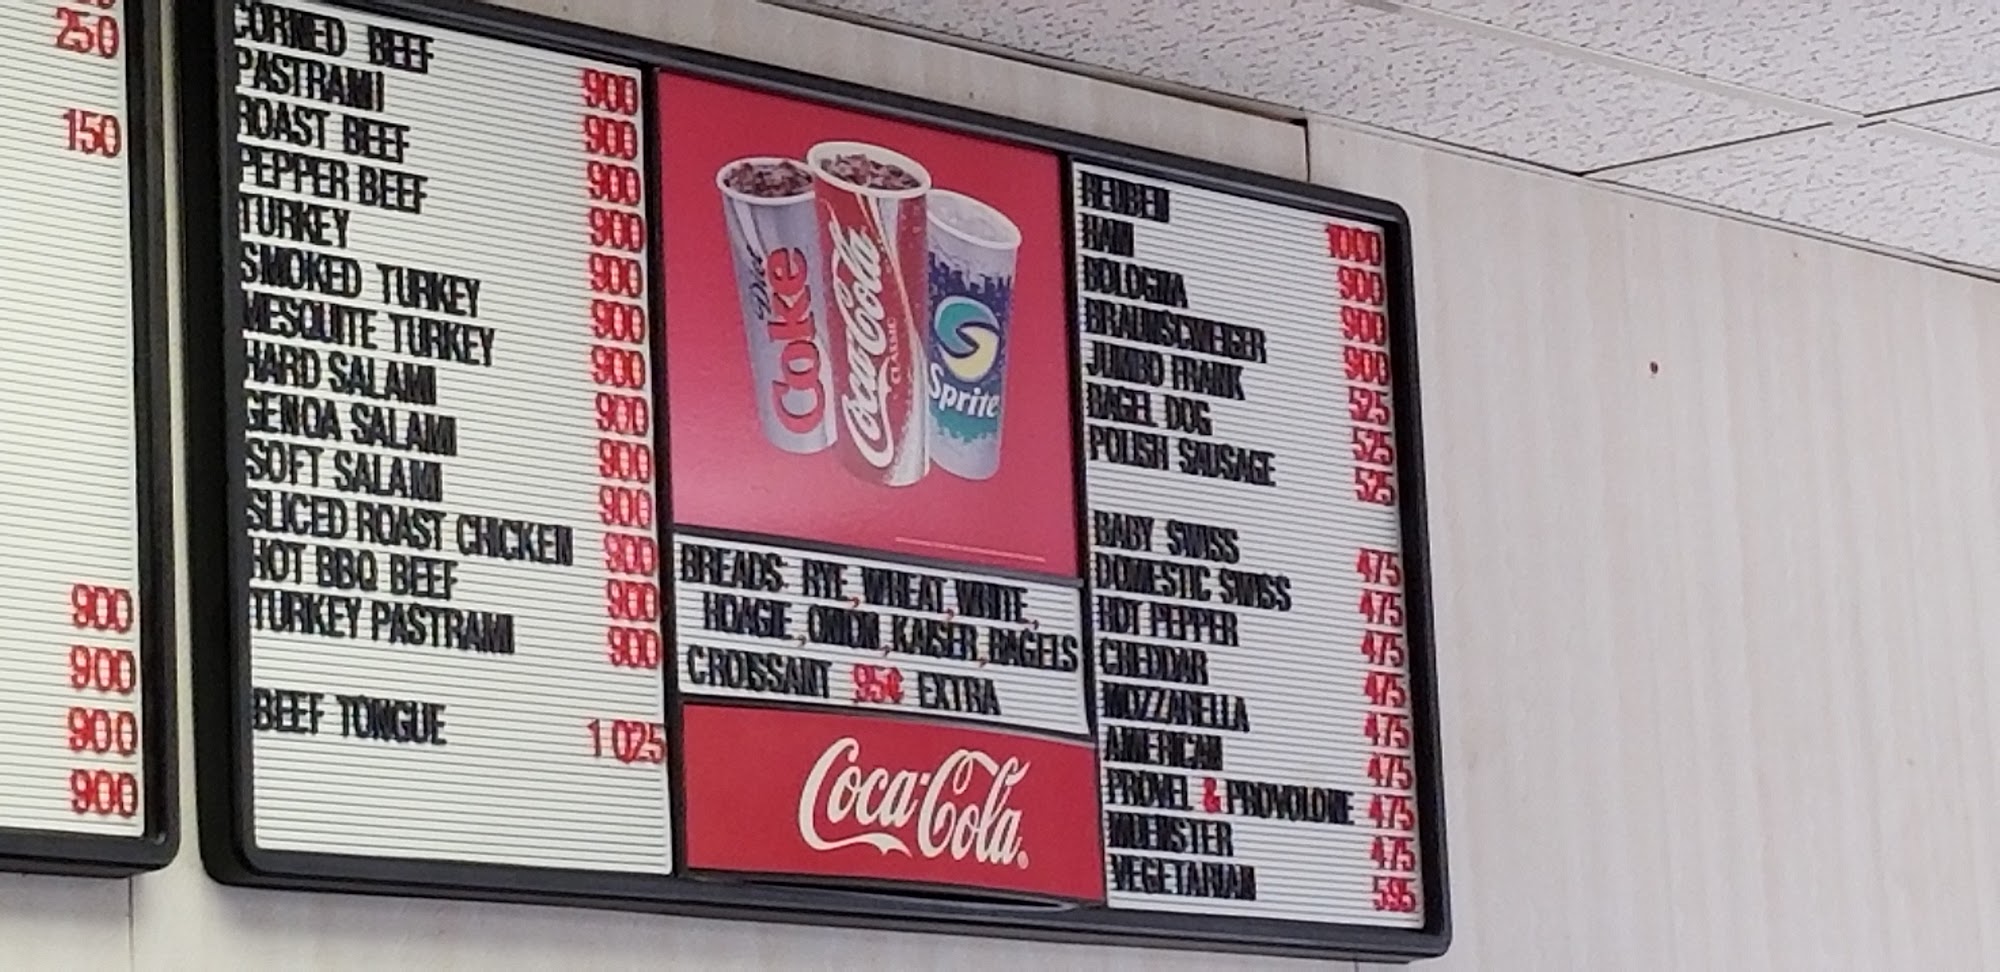 250
150
900
900
900
900
CORNED BEEF 900
PASTRAMI 900
ROAST BEEF 900
PEPPER BEEF 900
TURKEY 900
SMOKED TURKEY 900
MESQUITE TURKEY 900
HARD SALAMI 900
GENOA SALAMI 900
SOFT SALAMI 900
SLICED ROAST CHICKEN 900
HOT BBQ BEEF 900
TURKEY PASTRAMI 900
BEEF TONGUE 1025
Diet Coke
Coca-Cola
CLASSIC
Sprite
BREADS: RYE, WHEAT, WHITE,
HOAGIE, ONION, KAISER, BAGELS
CROISSANT 95¢ EXTRA
Coca-Cola®
REUBEN 1000
HAM 900
BOLOGNA 900
BRAUNSCWEIGER 900
JUMBO FRANK 525
BAGEL DOG 525
POLISH SAUSAGE 525
BABY SWISS 475
DOMESTIC SWISS 475
HOT PEPPER 475
CHEDDAR 475
MOZZARELLA 475
AMERICAN 475
PROVEL & PROVOLONE 475
MUENSTER 475
VEGETARIAN 595